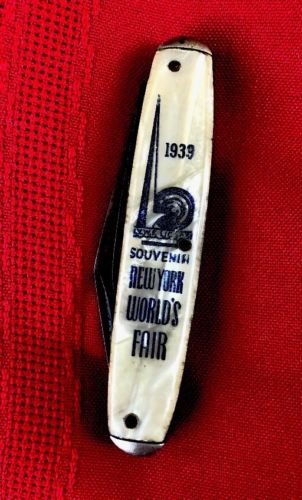 1939
SOUVENIR
NEW YORK
WORLD'S
FAIR